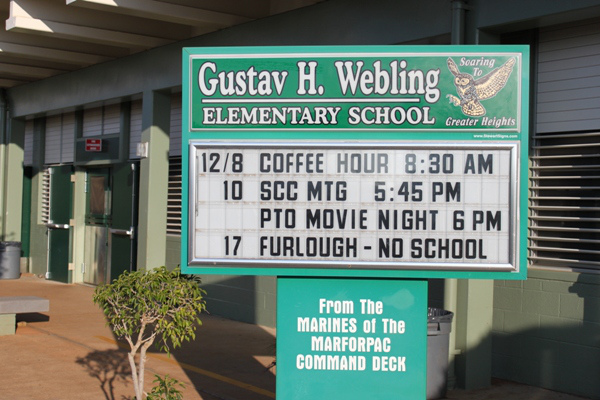 Gustav H. Webling
ELEMENTARY SCHOOL
Soaring
To
Greater Heights
12/8 COFFEE HOUR 8:30 AM
10 SCC MTG 5:45 PM
PTO MOVIE NIGHT 6 PM
17 FURLOUGH - NO SCHOOL
From The
MARINES of The
MARFORPAC
COMMAND DECK